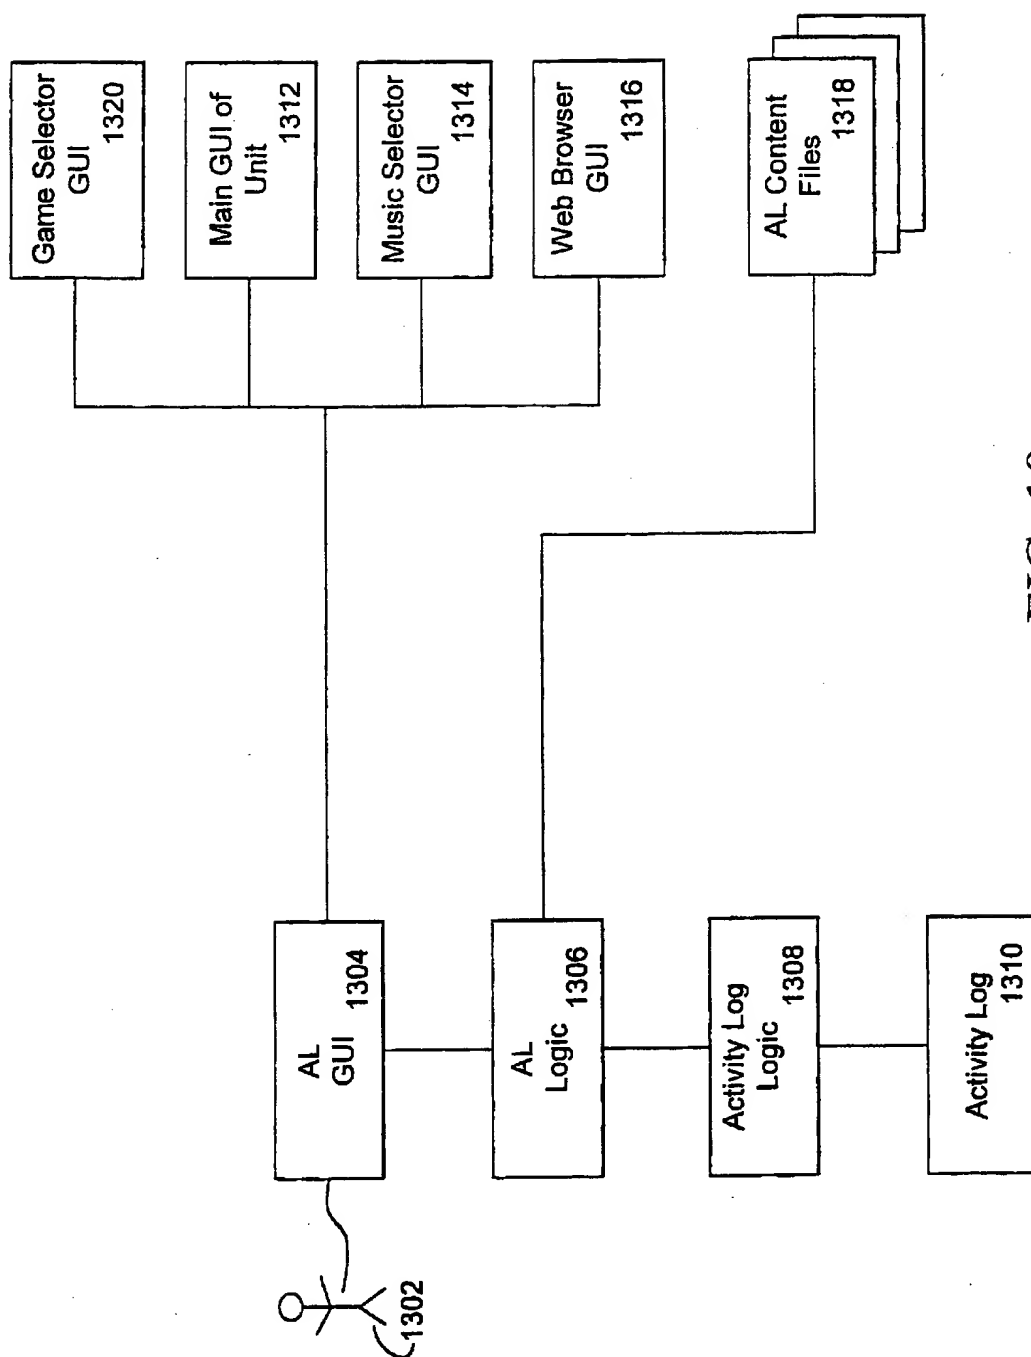 Game Selector
GUI
1320
Main GUI of
Unit
1312
Music Selector
GUI
1314
Web Browser
GUI
1316
AL Content
Files
1318
1302
AL
GUI
1304
AL
Logic
1306
Activity Log
Logic
1308
Activity Log
1310
FIG.